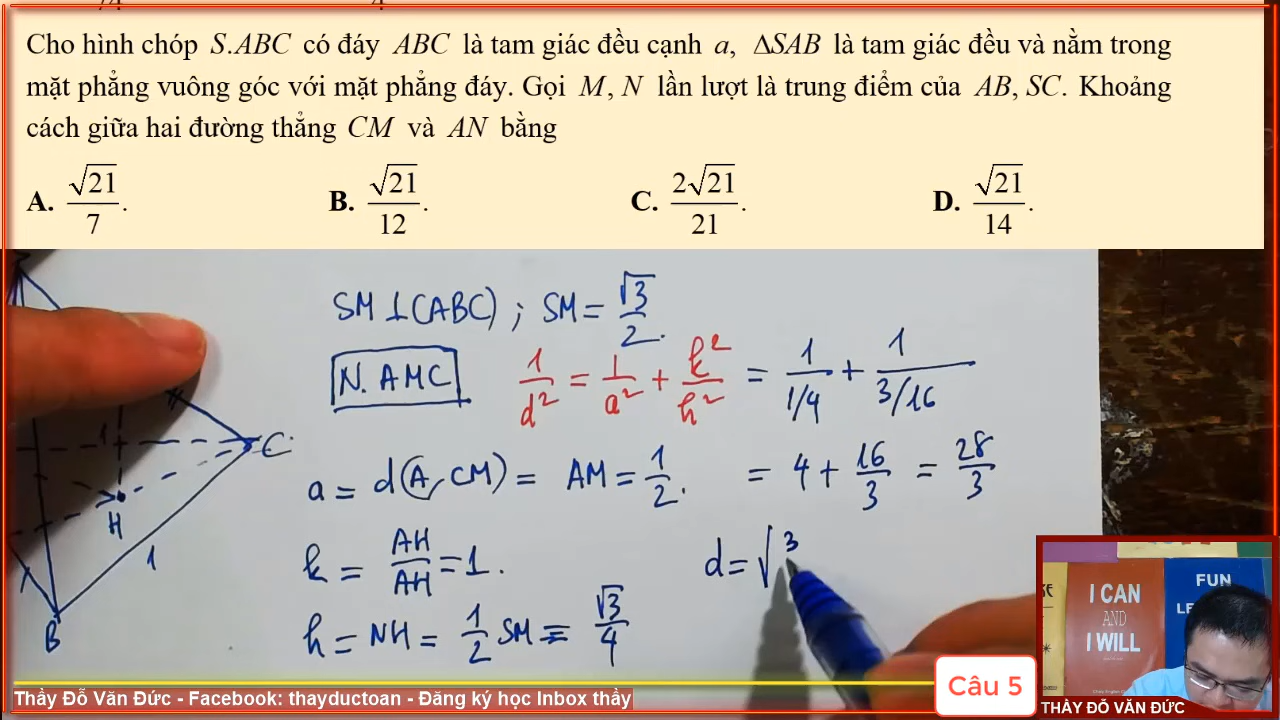 Cho hình chóp S.ABC có đáy ABC là tam giác đều cạnh a, ΔSAB là tam giác đều và nằm trong
mặt phẳng vuông góc với mặt phẳng đáy. Gọi M, N lần lượt là trung điểm của AB, SC. Khoảng
cách giữa hai đường thẳng CM và AN bằng
A. √21/7. B. √21/12. C. 2√21/21. D. √21/14.
SM ⊥ (ABC) ; SM = √3/2.
N.AMC 1/d² = 1/a² + k²/h² = 1/(1/4) + 1/(3/16)
a = d(A, CM) = AM = 1/2. = 4 + 16/3 = 28/3
k = AH/AH = 1. d = √3
h = NH = 1/2 SM = √3/4
C
H
1
B
I CAN
AND
I WILL
FUN
Câu 5
Thầy Đỗ Văn Đức - Facebook: thayductoan - Đăng ký học Inbox thầy
THẦY ĐỖ VĂN ĐỨC